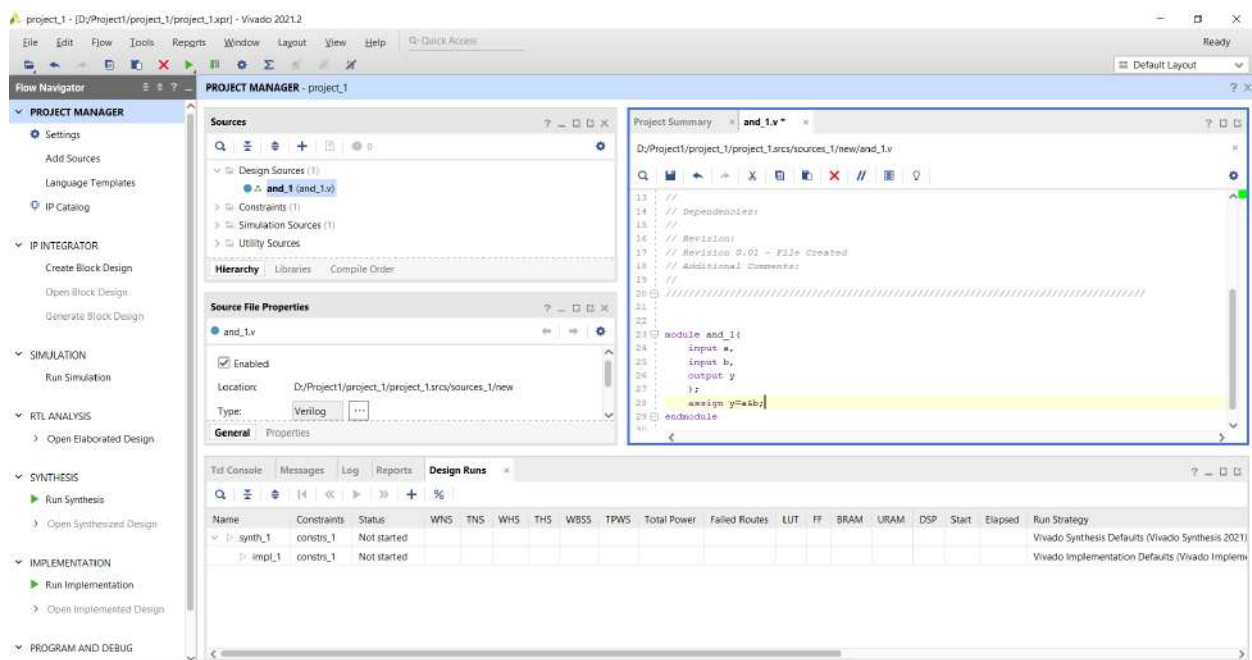 project_1 - [D:/Project1/project_1/project_1.xpr] - Vivado 2021.2
File Edit Flow Tools Reports Window Layout View Help Q- Quick Access Ready
Default Layout
Flow Navigator
PROJECT MANAGER - project_1
PROJECT MANAGER
Settings
Add Sources
Language Templates
IP Catalog
IP INTEGRATOR
Create Block Design
Open Block Design
Generate Block Design
SIMULATION
Run Simulation
RTL ANALYSIS
Open Elaborated Design
SYNTHESIS
Run Synthesis
Open Synthesized Design
IMPLEMENTATION
Run Implementation
Open Implemented Design
PROGRAM AND DEBUG
Sources
Design Sources (1)
and_1 (and_1.v)
Constraints (1)
Simulation Sources (1)
Utility Sources
Hierarchy Libraries Compile Order
Source File Properties
and_1.v
Enabled
Location: D:/Project1/project_1/project_1.srcs/sources_1/new
Type: Verilog ...
General Properties
Project Summary and_1.v *
D:/Project1/project_1/project_1.srcs/sources_1/new/and_1.v
13 //
14 // Dependencies:
15 //
16 // Revision:
17 // Revision 0.01 - File Created
18 // Additional Comments:
19 //
20 //////////////////////////////////////////////////////////////////////////////////
21
22
23 module and_1(
24 input a,
25 input b,
26 output y
27 );
28 assign y=a&b;
29 endmodule
30
Tcl Console Messages Log Reports Design Runs
Name Constraints Status WNS TNS WHS THS WBSS TPWS Total Power Failed Routes LUT FF BRAM URAM DSP Start Elapsed Run Strategy
synth_1 constrs_1 Not started Vivado Synthesis Defaults (Vivado Synthesis 2021)
impl_1 constrs_1 Not started Vivado Implementation Defaults (Vivado Impleme